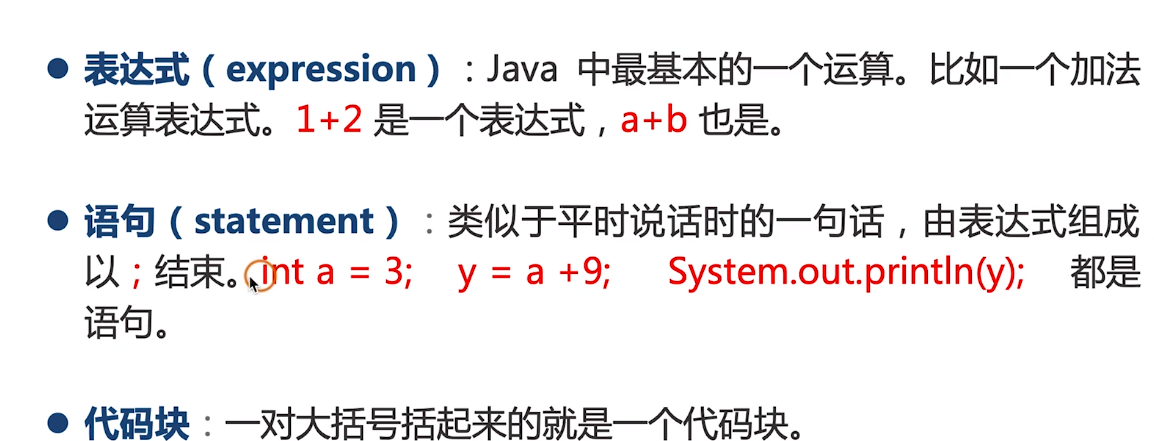 ● 表达式（expression）：Java 中最基本的一个运算。比如一个加法
运算表达式。1+2 是一个表达式，a+b 也是。
● 语句（statement）：类似于平时说话时的一句话，由表达式组成
以 ; 结束。int a = 3; y = a +9; System.out.println(y); 都是
语句。
● 代码块：一对大括号括起来的就是一个代码块。